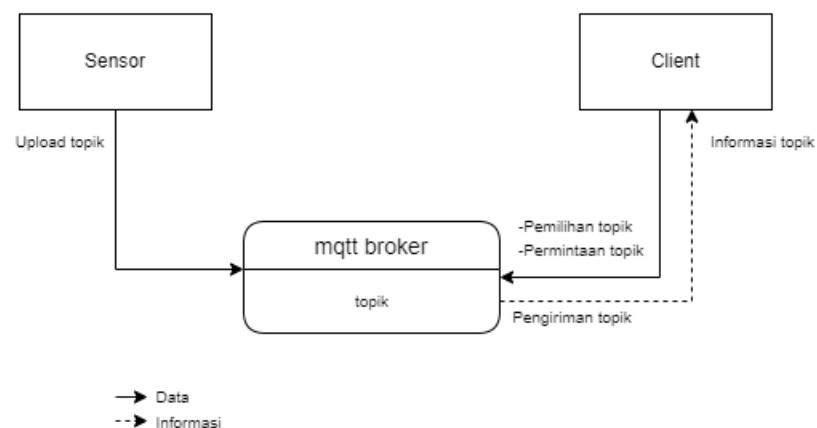 Sensor
Client
Upload topik
Informasi topik
-Pemilihan topik
-Permintaan topik
mqtt broker
topik
Pengiriman topik
Data
Informasi